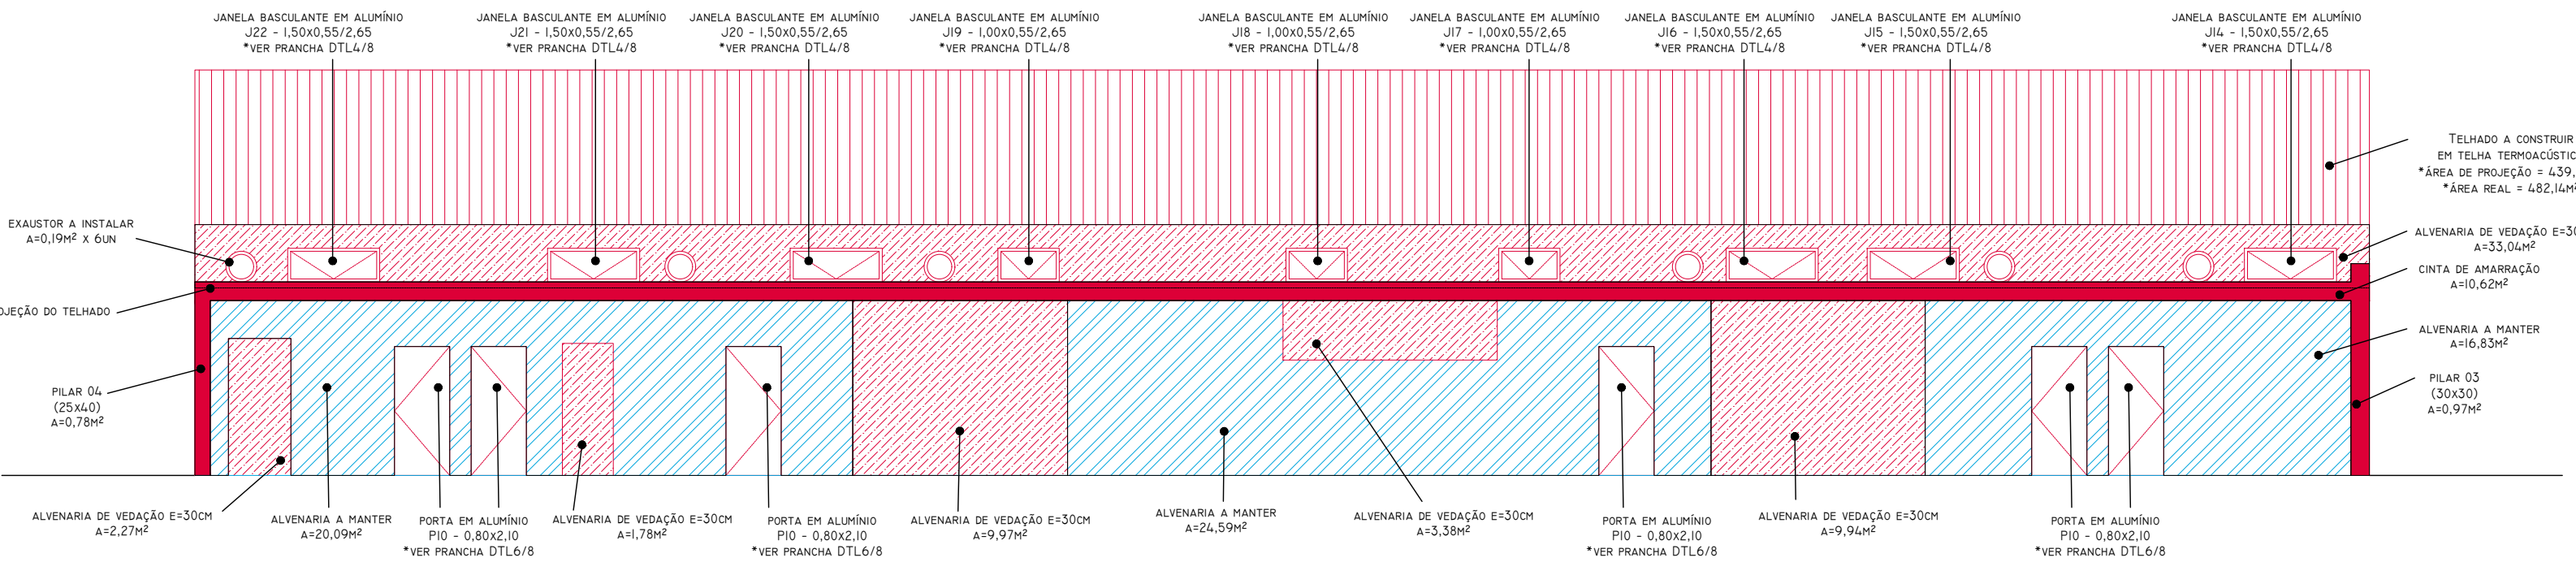 JANELA BASCULANTE EM ALUMÍNIO
J22 - 1,50X0,55/2,65
*VER PRANCHA DTL4/8
JANELA BASCULANTE EM ALUMÍNIO
J21 - 1,50X0,55/2,65
*VER PRANCHA DTL4/8
JANELA BASCULANTE EM ALUMÍNIO
J20 - 1,50X0,55/2,65
*VER PRANCHA DTL4/8
JANELA BASCULANTE EM ALUMÍNIO
J19 - 1,00X0,55/2,65
*VER PRANCHA DTL4/8
JANELA BASCULANTE EM ALUMÍNIO
J18 - 1,00X0,55/2,65
*VER PRANCHA DTL4/8
JANELA BASCULANTE EM ALUMÍNIO
J17 - 1,00X0,55/2,65
*VER PRANCHA DTL4/8
JANELA BASCULANTE EM ALUMÍNIO
J16 - 1,50X0,55/2,65
*VER PRANCHA DTL4/8
JANELA BASCULANTE EM ALUMÍNIO
J15 - 1,50X0,55/2,65
*VER PRANCHA DTL4/8
JANELA BASCULANTE EM ALUMÍNIO
J14 - 1,50X0,55/2,65
*VER PRANCHA DTL4/8
TELHADO A CONSTRUIR
EM TELHA TERMOACÚSTIC
*ÁREA DE PROJEÇÃO = 439,
*ÁREA REAL = 482,14M²
EXAUSTOR A INSTALAR
A=0,19M² X 6UN
ALVENARIA DE VEDAÇÃO E=30
A=33,04M²
CINTA DE AMARRAÇÃO
A=10,62M²
OJEÇÃO DO TELHADO
ALVENARIA A MANTER
A=16,83M²
PILAR 04
(25X40)
A=0,78M²
PILAR 03
(30X30)
A=0,97M²
ALVENARIA DE VEDAÇÃO E=30CM
A=2,27M²
ALVENARIA A MANTER
A=20,09M²
PORTA EM ALUMÍNIO
P10 - 0,80X2,10
*VER PRANCHA DTL6/8
ALVENARIA DE VEDAÇÃO E=30CM
A=1,78M²
PORTA EM ALUMÍNIO
P10 - 0,80X2,10
*VER PRANCHA DTL6/8
ALVENARIA DE VEDAÇÃO E=30CM
A=9,97M²
ALVENARIA A MANTER
A=24,59M²
ALVENARIA DE VEDAÇÃO E=30CM
A=3,38M²
PORTA EM ALUMÍNIO
P10 - 0,80X2,10
*VER PRANCHA DTL6/8
ALVENARIA DE VEDAÇÃO E=30CM
A=9,94M²
PORTA EM ALUMÍNIO
P10 - 0,80X2,10
*VER PRANCHA DTL6/8